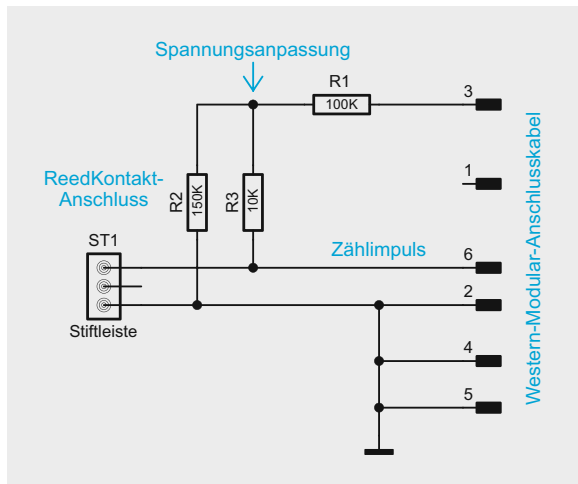 Spannungsanpassung
R1
100K
3
1
ReedKontakt-
Anschluss
R2
150K
R3
10K
ST1
Zählimpuls
6
2
Stiftleiste
4
5
Western-Modular-Anschlusskabel